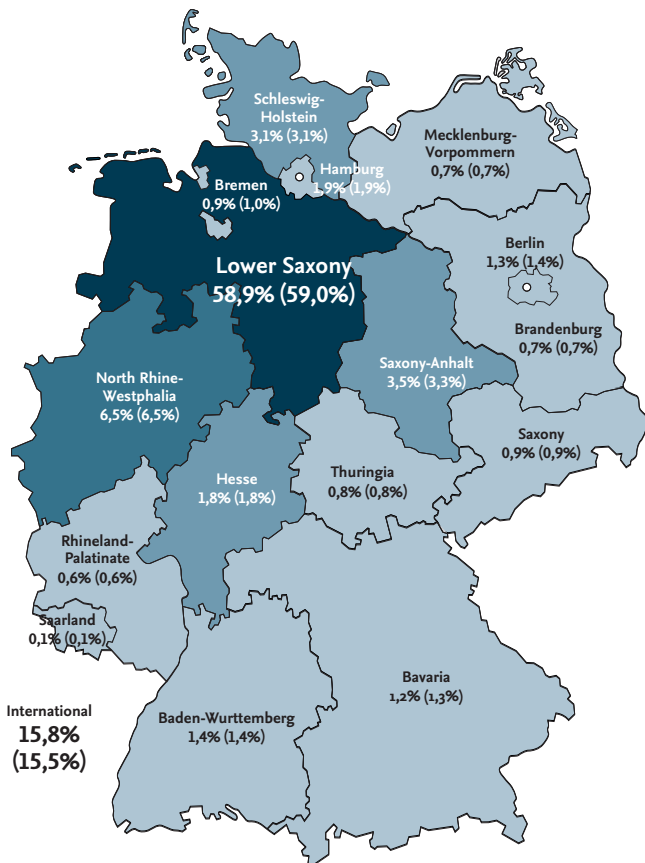 Schleswig-
Holstein
3,1% (3,1%)
Mecklenburg-
Vorpommern
0,7% (0,7%)
Hamburg
1,9% (1,9%)
Bremen
0,9% (1,0%)
Berlin
1,3% (1,4%)
Lower Saxony
58,9% (59,0%)
Brandenburg
0,7% (0,7%)
North Rhine-
Westphalia
6,5% (6,5%)
Saxony-Anhalt
3,5% (3,3%)
Saxony
0,9% (0,9%)
Hesse
1,8% (1,8%)
Thuringia
0,8% (0,8%)
Rhineland-
Palatinate
0,6% (0,6%)
Saarland
0,1% (0,1%)
Bavaria
1,2% (1,3%)
International
15,8%
(15,5%)
Baden-Wurttemberg
1,4% (1,4%)